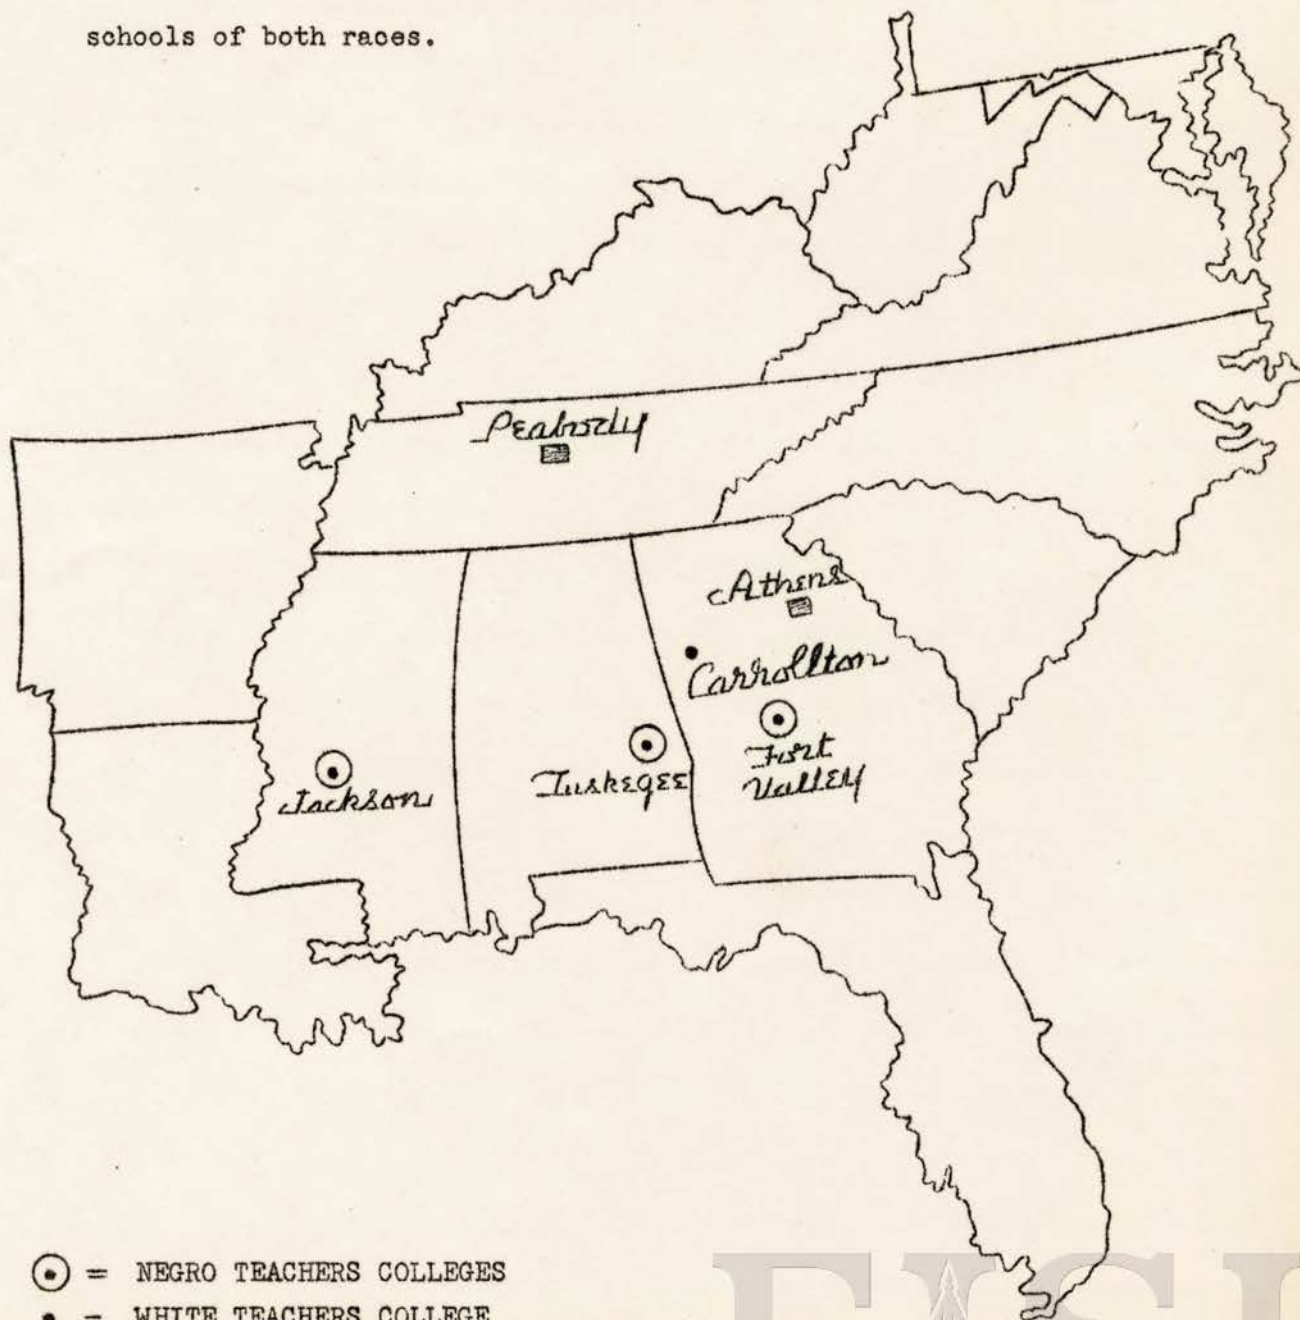 schools of both races.
Peabody
Athens
Carrollton
Fort
Valley
Tuskegee
Jackson
= NEGRO TEACHERS COLLEGES
= WHITE TEACHERS COLLEGE